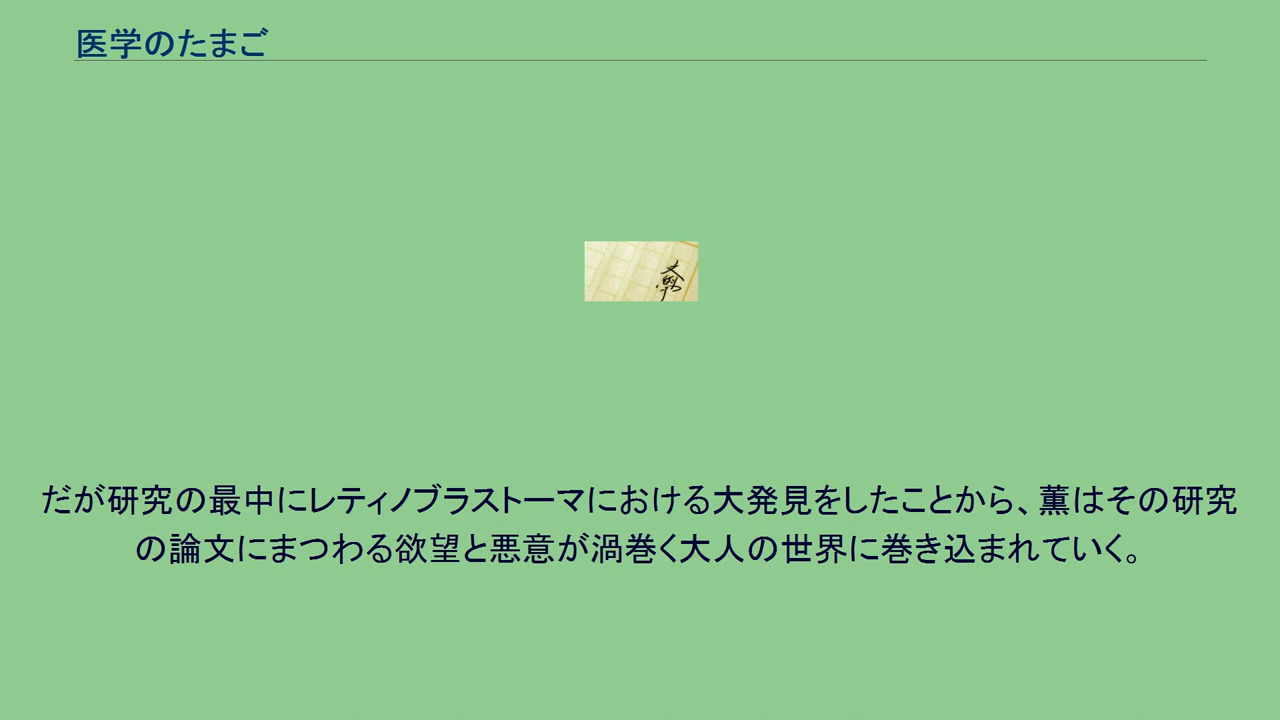 医学のたまご
だが研究の最中にレティノブラストーマにおける大発見をしたことから、薫はその研究
の論文にまつわる欲望と悪意が渦巻く大人の世界に巻き込まれていく。